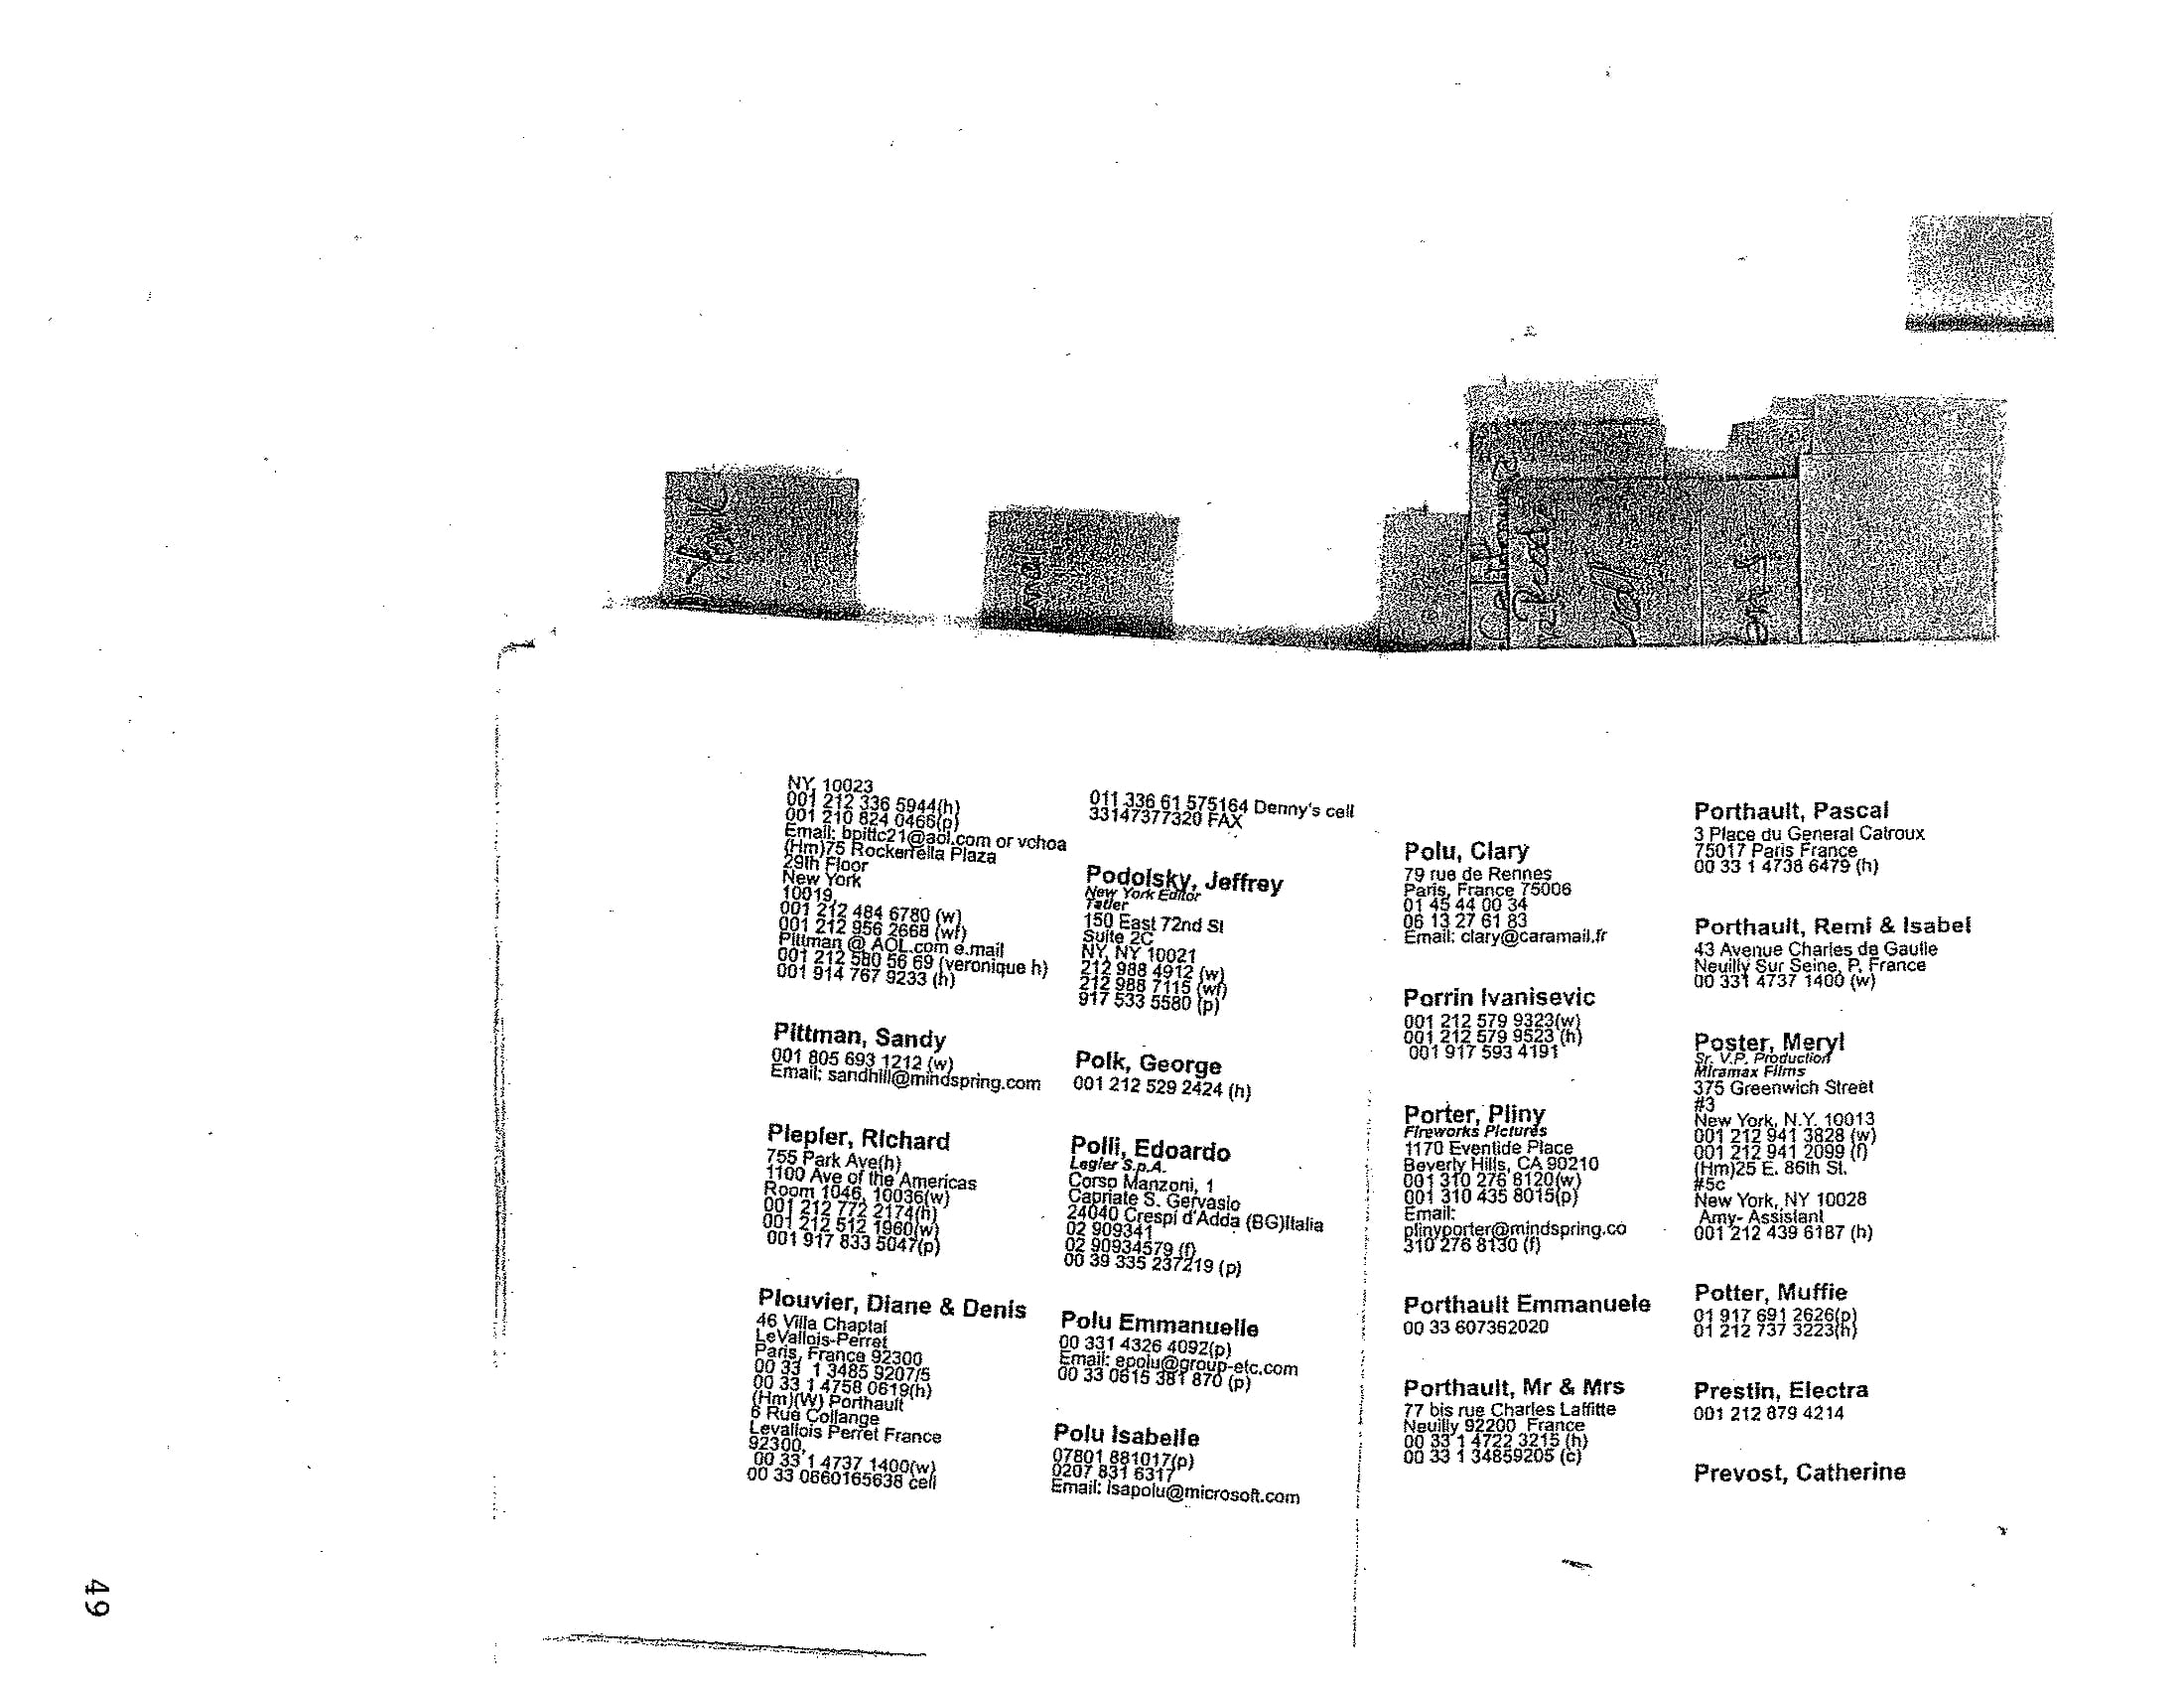 NY, 10023
001 212 336 5944(h)
001 210 824 0466(p)
Email: bpittc21@aol.com or vchoa
(Hm)75 Rockerfella Plaza
29th Floor
New York
10019,
001 212 484 6780 (w)
001 212 956 2668 (wf)
Pittman @ AOL.com e.mail
001 212 580 56 69 (veronique h)
001 914 767 9233 (h)
Pittman, Sandy
001 805 693 1212 (w)
Email: sandhill@mindspring.com
Plepler, Richard
755 Park Ave(h)
1100 Ave of the Americas
Room 1046, 10036(w)
001 212 772 2174(h)
001 212 512 1960(w)
001 917 833 5047(p)
Plouvier, Diane & Denis
46 Villa Chaptal
LeVallois-Perret
Paris, France 92300
00 33 1 3485 9207/5
00 33 1 4758 0619(h)
(Hm)(W) Porthault
6 Rue Collange
Levallois Perret France
92300,
00 33 1 4737 1400(w)
00 33 0660165638 cell
011 336 61 575164 Denny's cell
33147377320 FAX
Podolsky, Jeffrey
New York Editor
Tatler
150 East 72nd St
Suite 2C
NY, NY 10021
212 988 4912 (w)
212 988 7115 (wf)
917 533 5580 (p)
Polk, George
001 212 529 2424 (h)
Polli, Edoardo
Legler S.p.A.
Corso Manzoni, 1
Capriate S. Gervasio
24040 Crespi d'Adda (BG)Italia
02 909341
02 90934579 (f)
00 39 335 237219 (p)
Polu Emmanuelle
00 331 4326 4092(p)
Email: epolu@group-etc.com
00 33 0615 381 870 (p)
Polu Isabelle
07801 881017(p)
0207 831 6317
Email: isapolu@microsoft.com
Polu, Clary
79 rue de Rennes
Paris, France 75006
01 45 44 00 34
06 13 27 61 83
Email: clary@caramail.fr
Porrin Ivanisevic
001 212 579 9323(w)
001 212 579 9523 (h)
001 917 593 4191
Porter, Pliny
Fireworks Pictures
1170 Eventide Place
Beverly Hills, CA 90210
001 310 276 8120(w)
001 310 435 8015(p)
Email:
plinyporter@mindspring.co
310 276 8130 (f)
Porthault Emmanuele
00 33 607362020
Porthault, Mr & Mrs
77 bis rue Charles Laffitte
Neuilly 92200 France
00 33 1 4722 3215 (h)
00 33 1 34859205 (c)
Porthault, Pascal
3 Place du General Catroux
75017 Paris France
00 33 1 4738 6479 (h)
Porthault, Remi & Isabel
43 Avenue Charles de Gaulle
Neuilly Sur Seine, P. France
00 331 4737 1400 (w)
Poster, Meryl
Sr. V.P. Production
Miramax Films
375 Greenwich Street
#3
New York, N.Y. 10013
001 212 941 3828 (w)
001 212 941 2099 (f)
(Hm)25 E. 86th St.
#5c
New York, NY 10028
Amy- Assistant
001 212 439 6187 (h)
Potter, Muffie
01 917 691 2626(p)
01 212 737 3223(h)
Prestin, Electra
001 212 879 4214
Prevost, Catherine
49